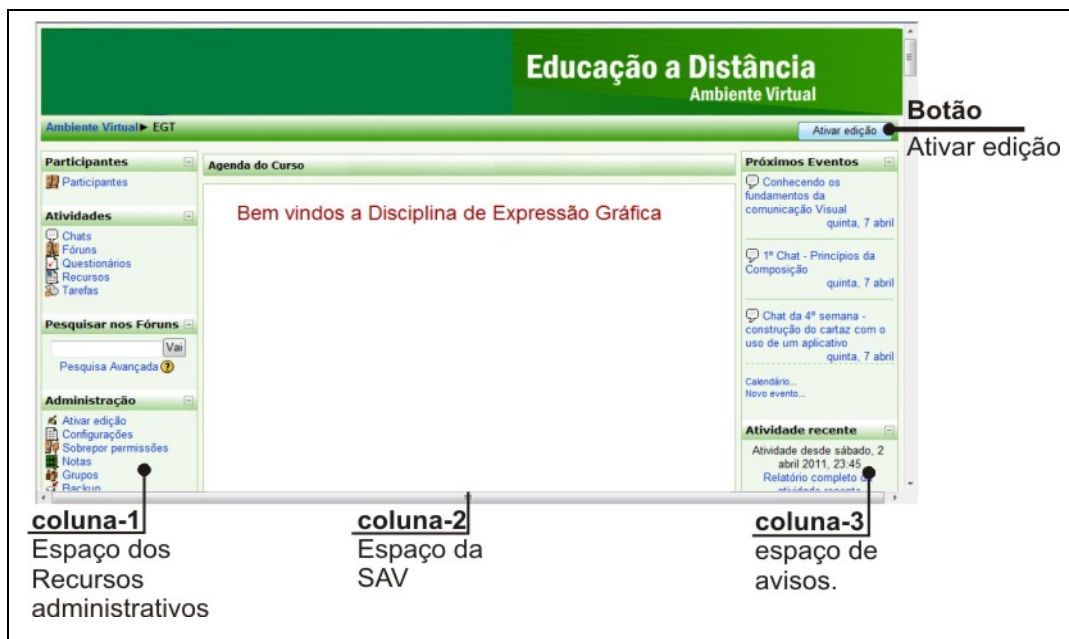 Educação a Distância
Ambiente Virtual
Ambiente Virtual► EGT
Ativar edição
Botão
Ativar edição
Participantes
Participantes
Atividades
Chats
Fóruns
Questionários
Recursos
Tarefas
Pesquisar nos Fóruns
Vai
Pesquisa Avançada
Administração
Ativar edição
Configurações
Sobrepor permissões
Notas
Grupos
Backup
Agenda do Curso
Bem vindos a Disciplina de Expressão Gráfica
Próximos Eventos
Conhecendo os
fundamentos da
comunicação Visual
quinta, 7 abril
1º Chat - Princípios da
Composição
quinta, 7 abril
Chat da 4ª semana -
construção do cartaz com o
uso de um aplicativo
quinta, 7 abril
Calendário...
Novo evento...
Atividade recente
Atividade desde sábado, 2
abril 2011, 23:45
Relatório completo da
atividade recente
coluna-1
Espaço dos
Recursos
administrativos
coluna-2
Espaço da
SAV
coluna-3
espaço de
avisos.